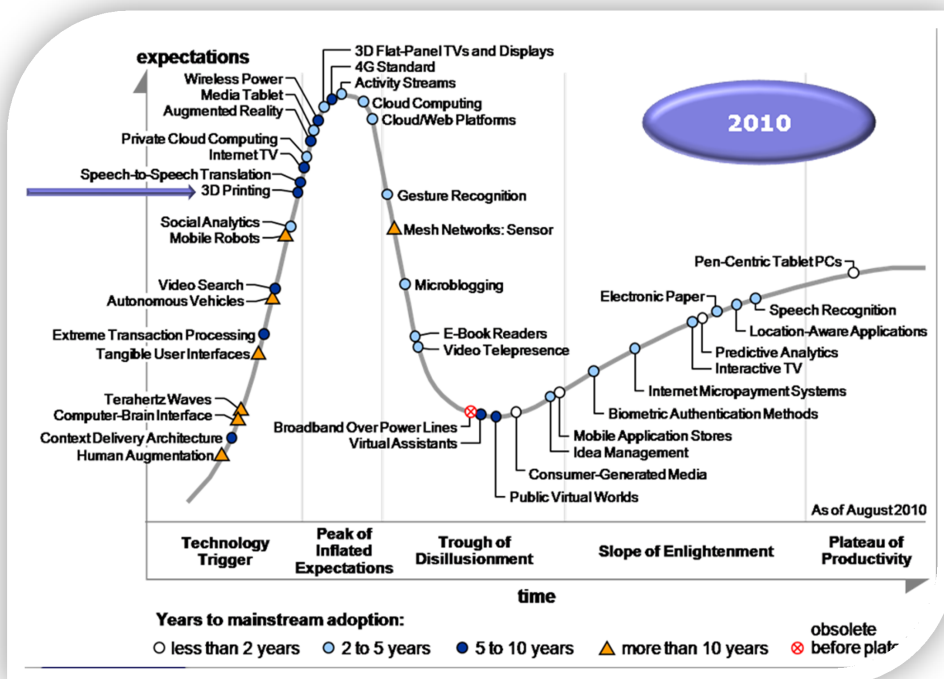 expectations
2010
3D Flat-Panel TVs and Displays
4G Standard
Activity Streams
Wireless Power
Media Tablet
Augmented Reality
Cloud Computing
Cloud/Web Platforms
Private Cloud Computing
Internet TV
Speech-to-Speech Translation
3D Printing
Gesture Recognition
Social Analytics
Mobile Robots
Mesh Networks: Sensor
Pen-Centric Tablet PCs
Video Search
Autonomous Vehicles
Microblogging
Electronic Paper
Speech Recognition
Location-Aware Applications
Extreme Transaction Processing
Tangible User Interfaces
E-Book Readers
Video Telepresence
Predictive Analytics
Interactive TV
Internet Micropayment Systems
Terahertz Waves
Computer-Brain Interface
Context Delivery Architecture
Human Augmentation
Broadband Over Power Lines
Virtual Assistants
Biometric Authentication Methods
Mobile Application Stores
Idea Management
Consumer-Generated Media
Public Virtual Worlds
As of August 2010
Technology
Trigger
Peak of
Inflated
Expectations
Trough of
Disillusionment
Slope of Enlightenment
Plateau of
Productivity
time
Years to mainstream adoption:
less than 2 years
2 to 5 years
5 to 10 years
more than 10 years
obsolete
before